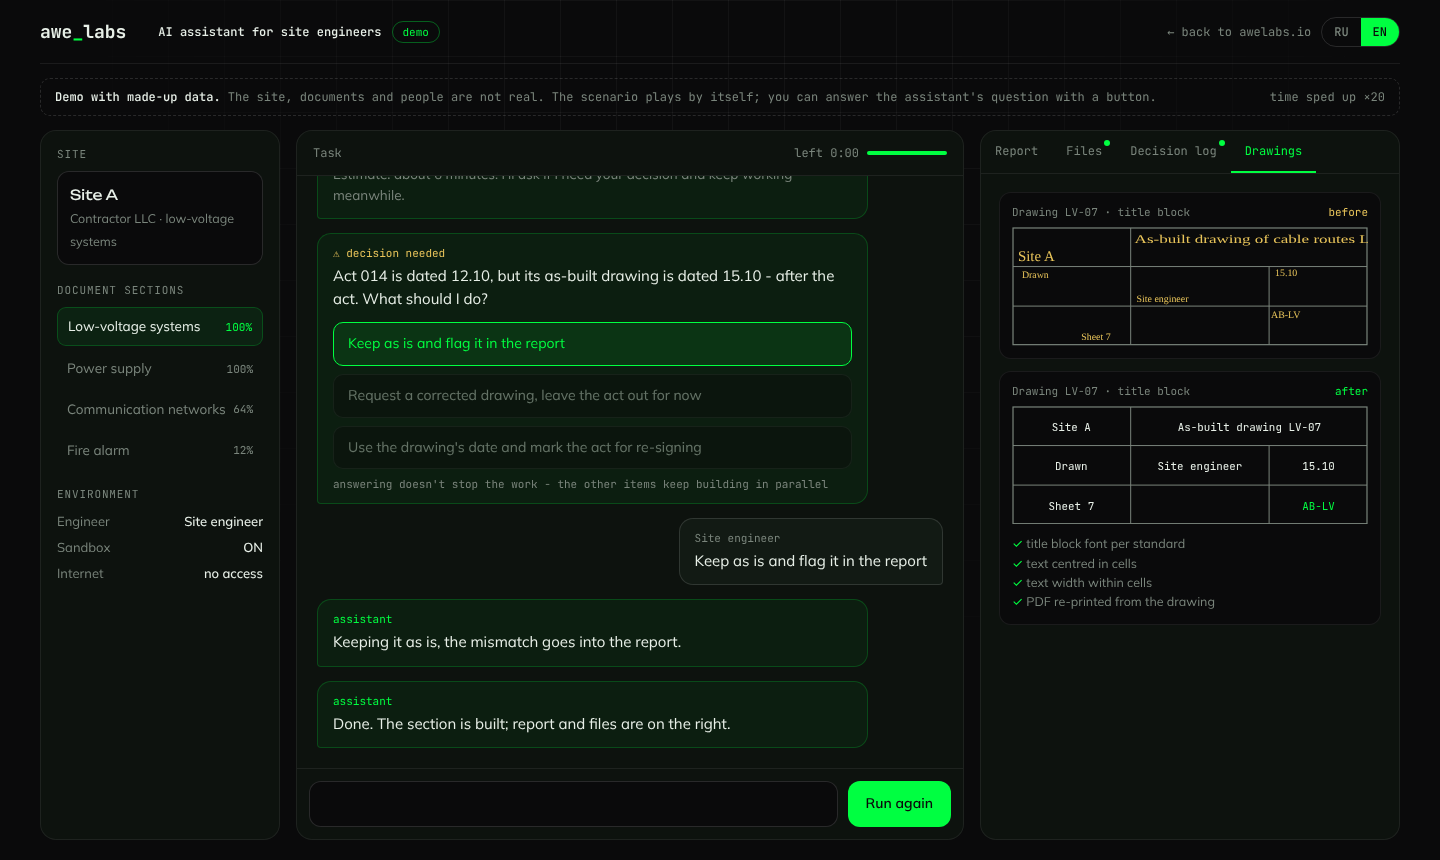 awe_labs
AI assistant for site engineers
demo
← back to awelabs.io
RU
EN
Demo with made-up data. The site, documents and people are not real. The scenario plays by itself; you can answer the assistant's question with a button.
time sped up ×20
SITE
Site A
Contractor LLC · low-voltage
systems
DOCUMENT SECTIONS
Low-voltage systems 100%
Power supply 100%
Communication networks 64%
Fire alarm 12%
ENVIRONMENT
Engineer Site engineer
Sandbox ON
Internet no access
Task
left 0:00
Estimate: about 6 minutes. I'll ask if I need your decision and keep working
meanwhile.
⚠ decision needed
Act 014 is dated 12.10, but its as-built drawing is dated 15.10 - after the
act. What should I do?
Keep as is and flag it in the report
Request a corrected drawing, leave the act out for now
Use the drawing's date and mark the act for re-signing
answering doesn't stop the work - the other items keep building in parallel
Site engineer
Keep as is and flag it in the report
assistant
Keeping it as is, the mismatch goes into the report.
assistant
Done. The section is built; report and files are on the right.
Run again
Report
Files
Decision log
Drawings
Drawing LV-07 · title block
before
As-built drawing of cable routes L
Site A
Drawn
15.10
Site engineer
AB-LV
Sheet 7
Drawing LV-07 · title block
after
Site A
As-built drawing LV-07
Drawn
Site engineer
15.10
Sheet 7
AB-LV
✓ title block font per standard
✓ text centred in cells
✓ text width within cells
✓ PDF re-printed from the drawing